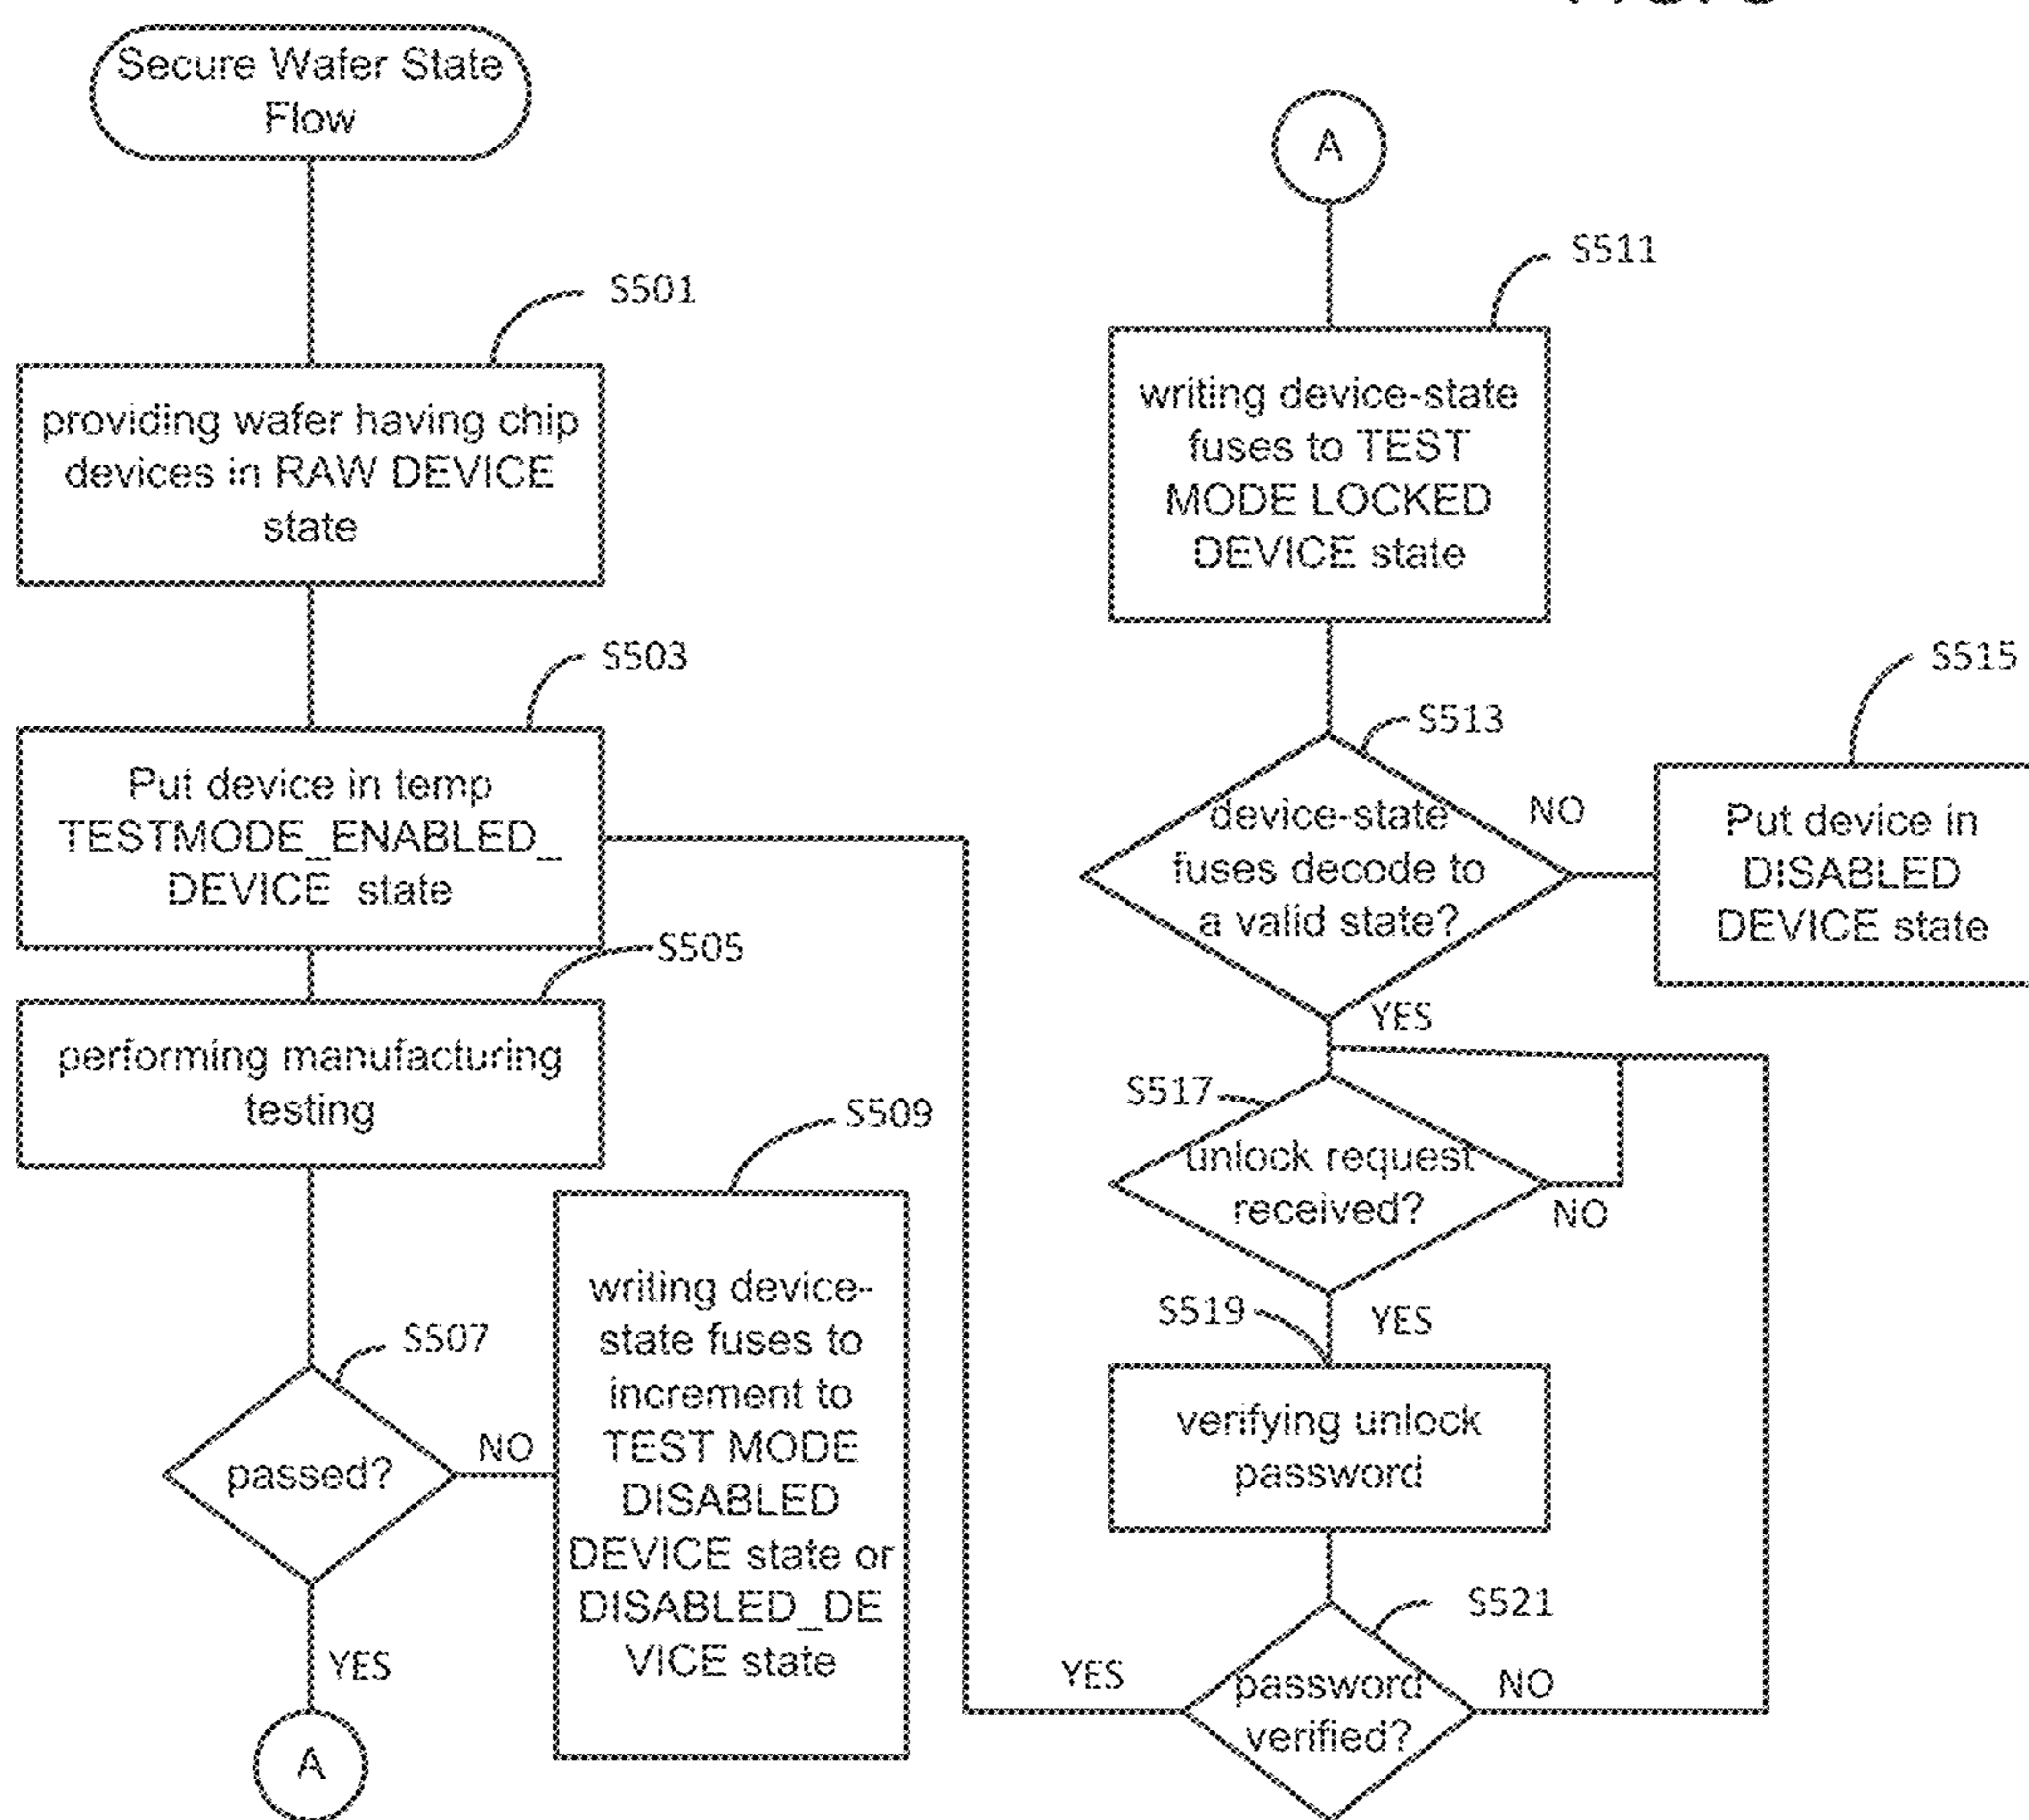 Secure Wafer State
Flow
S501
providing wafer having chip
devices in RAW DEVICE
state
S503
Put device in temp
TESTMODE_ENABLED_
DEVICE state
S505
performing manufacturing
testing
S507
passed?
NO
YES
A
S509
writing device-
state fuses to
increment to
TEST MODE
DISABLED
DEVICE state or
DISABLED_DE
VICE state
A
S511
writing device-state
fuses to TEST
MODE LOCKED
DEVICE state
S513
device-state
fuses decode to
a valid state?
NO
S515
Put device in
DISABLED
DEVICE state
YES
S517
unlock request
received?
NO
S519
YES
verifying unlock
password
S521
YES
password
verified?
NO